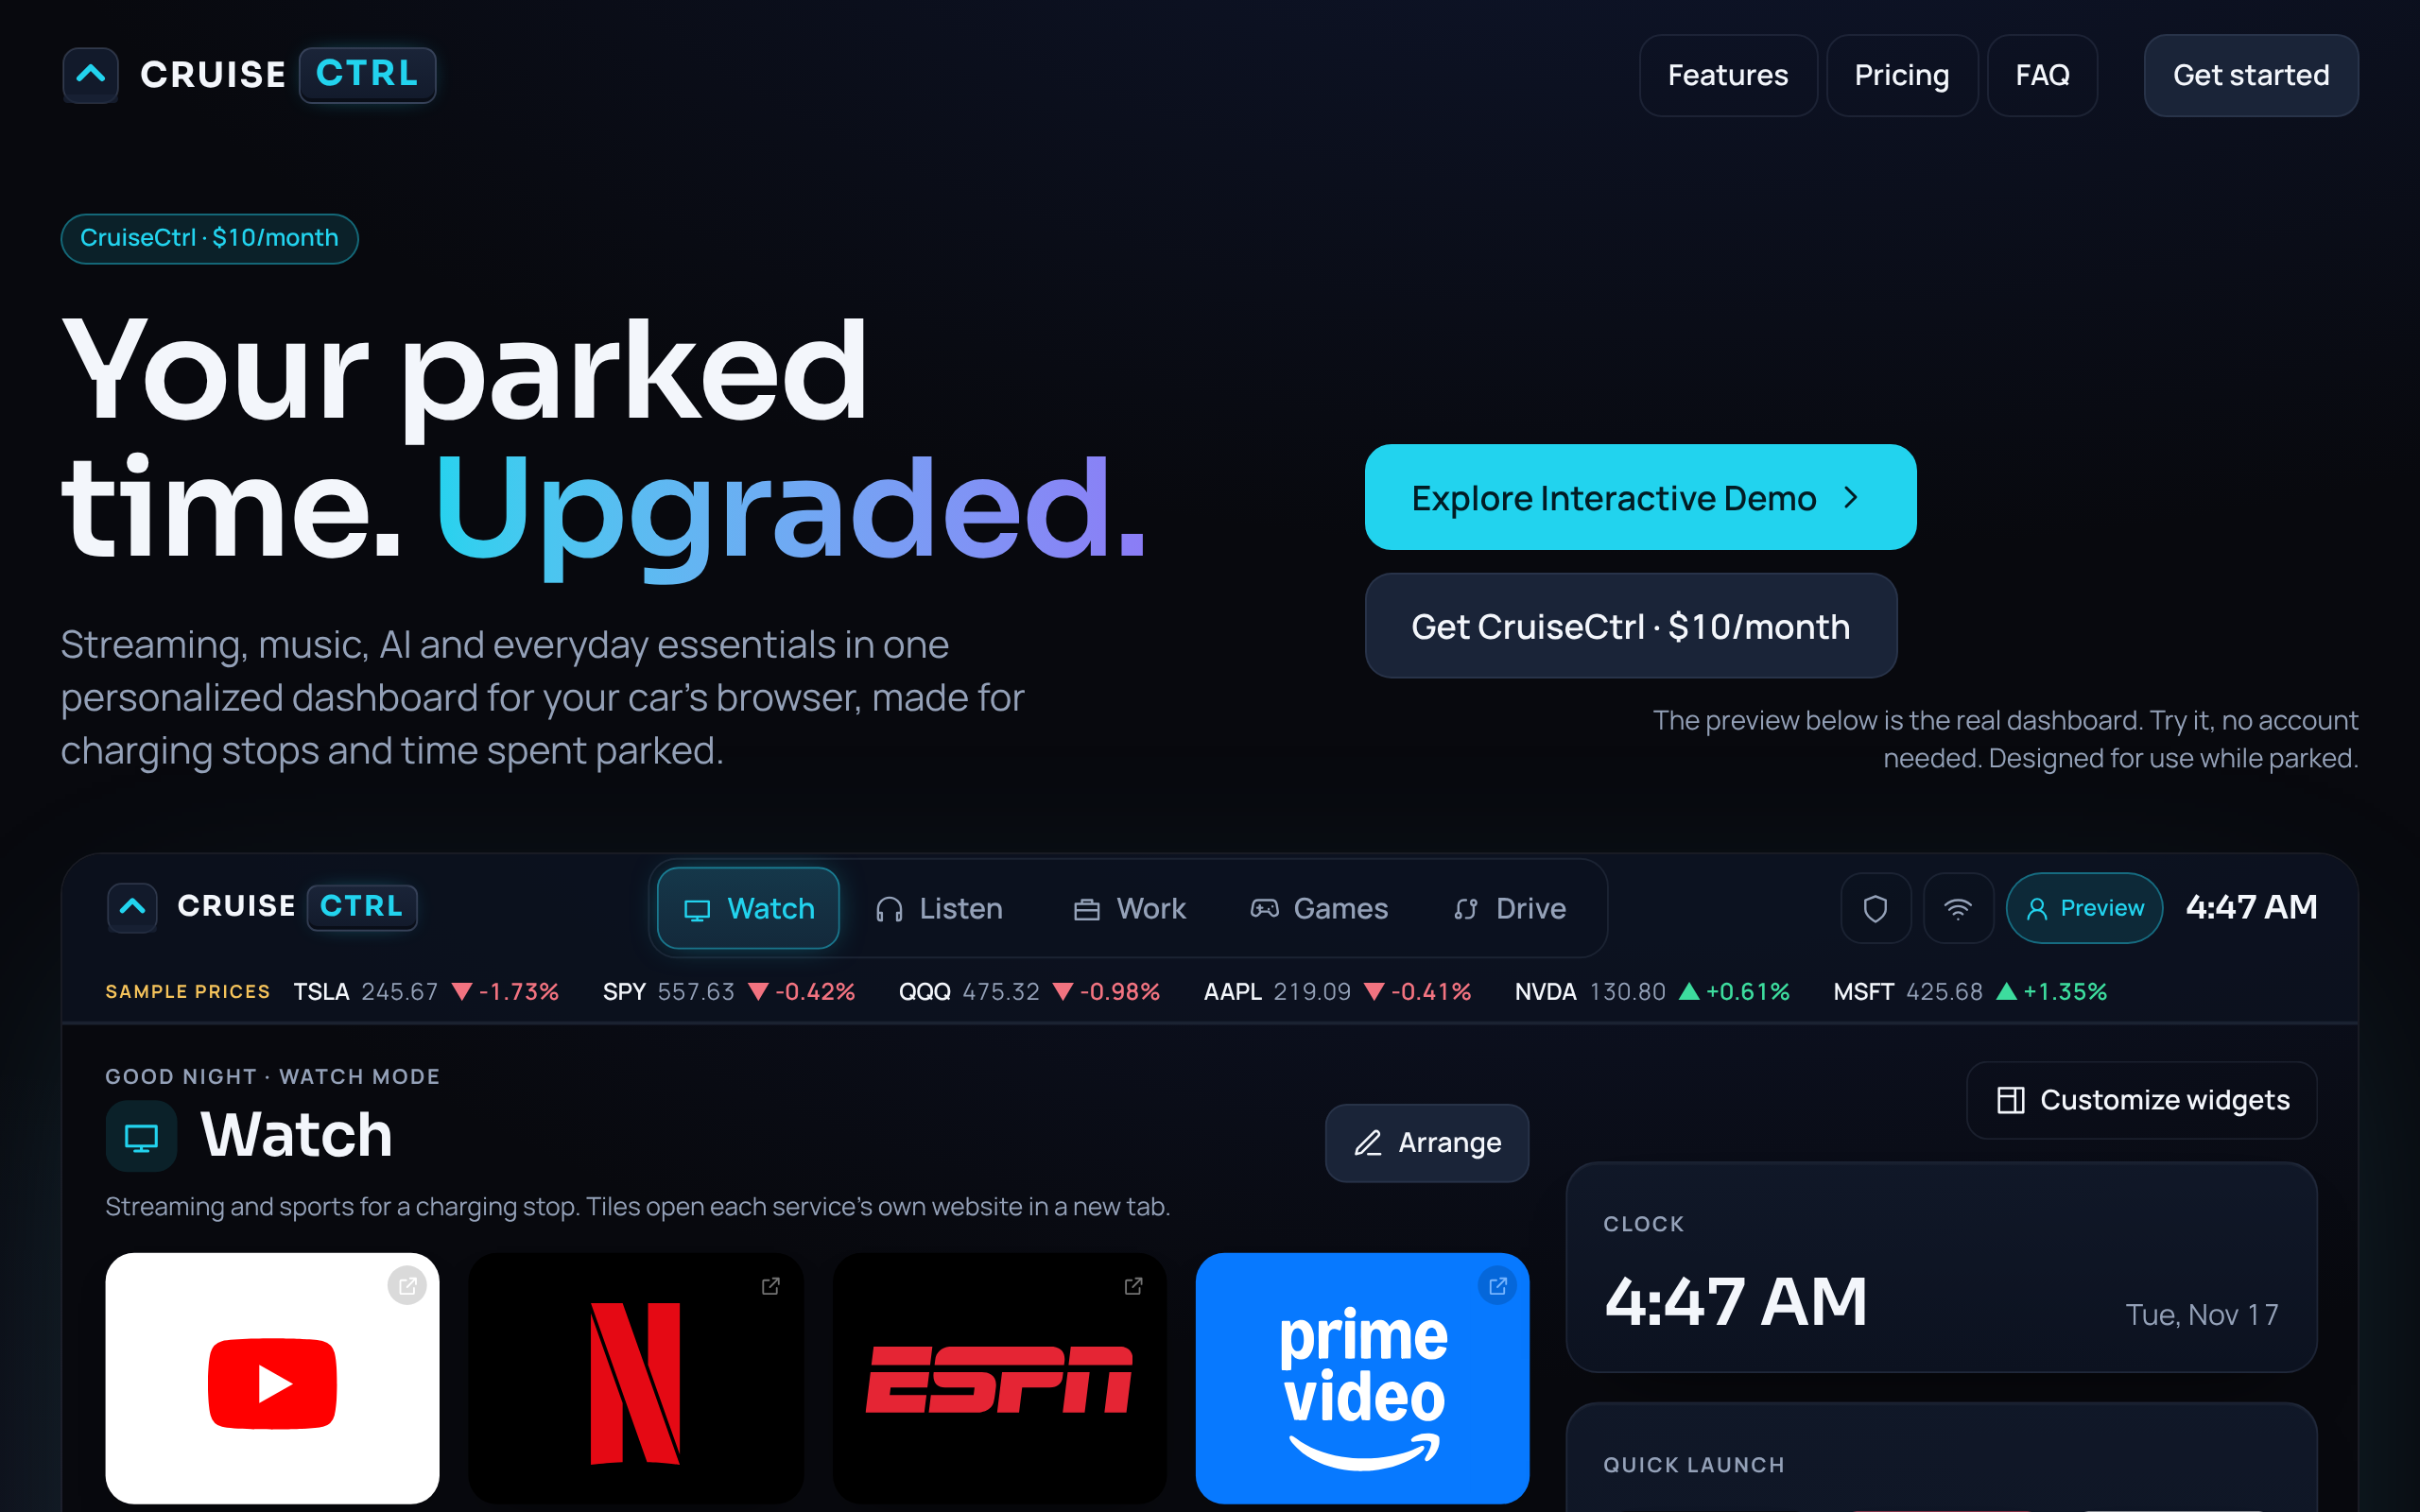 CRUISE CTRL
Features
Pricing
FAQ
Get started
CruiseCtrl · $10/month
Your parked
time. Upgraded.
Streaming, music, AI and everyday essentials in one
personalized dashboard for your car’s browser, made for
charging stops and time spent parked.
Explore Interactive Demo
Get CruiseCtrl · $10/month
The preview below is the real dashboard. Try it, no account
needed. Designed for use while parked.
CRUISE CTRL
Watch
Listen
Work
Games
Drive
Preview
4:47 AM
SAMPLE PRICES TSLA 245.67 ▼ -1.73% SPY 557.63 ▼ -0.42% QQQ 475.32 ▼ -0.98% AAPL 219.09 ▼ -0.41% NVDA 130.80 ▲ +0.61% MSFT 425.68 ▲ +1.35%
GOOD NIGHT · WATCH MODE
Watch
Arrange
Streaming and sports for a charging stop. Tiles open each service’s own website in a new tab.
N
ESPN
prime
video
Customize widgets
CLOCK
4:47 AM
Tue, Nov 17
QUICK LAUNCH